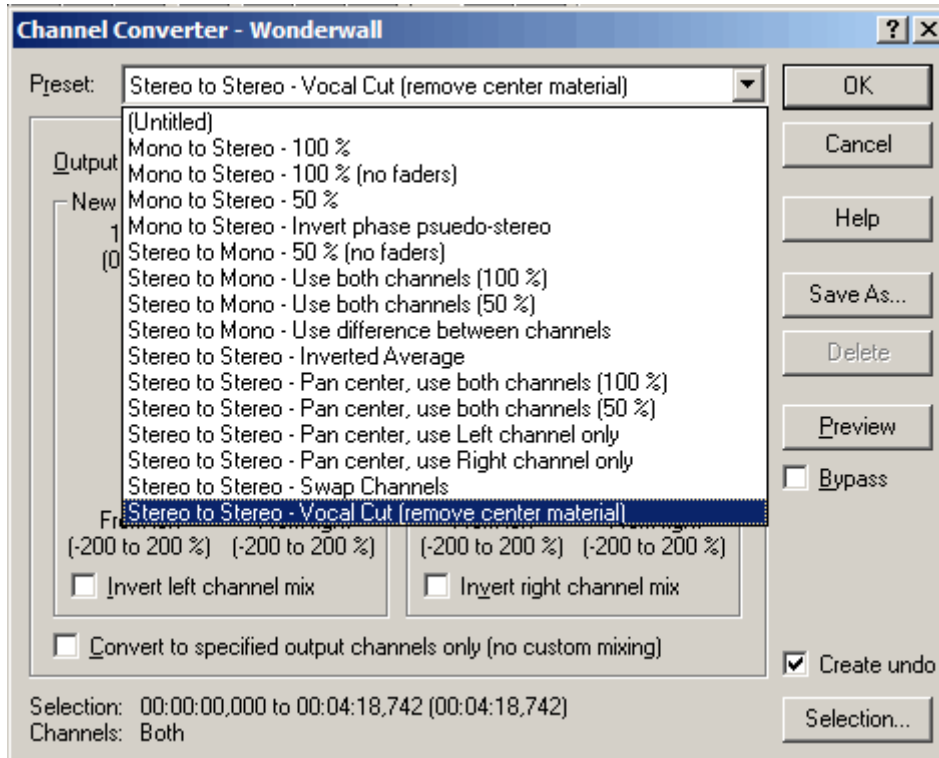 Channel Converter - Wonderwall
Preset: Stereo to Stereo - Vocal Cut (remove center material)
OK
(Untitled)
Mono to Stereo - 100 %
Mono to Stereo - 100 % (no faders)
Mono to Stereo - 50 %
Mono to Stereo - Invert phase psuedo-stereo
Stereo to Mono - 50 % (no faders)
Stereo to Mono - Use both channels (100 %)
Stereo to Mono - Use both channels (50 %)
Stereo to Mono - Use difference between channels
Stereo to Stereo - Inverted Average
Stereo to Stereo - Pan center, use both channels (100 %)
Stereo to Stereo - Pan center, use both channels (50 %)
Stereo to Stereo - Pan center, use Left channel only
Stereo to Stereo - Pan center, use Right channel only
Stereo to Stereo - Swap Channels
Stereo to Stereo - Vocal Cut (remove center material)
Output
New
Cancel
Help
Save As...
Delete
Preview
Bypass
(-200 to 200 %) (-200 to 200 %) (-200 to 200 %) (-200 to 200 %)
Invert left channel mix
Invert right channel mix
Convert to specified output channels only (no custom mixing)
Create undo
Selection: 00:00:00,000 to 00:04:18,742 (00:04:18,742)
Channels: Both
Selection...